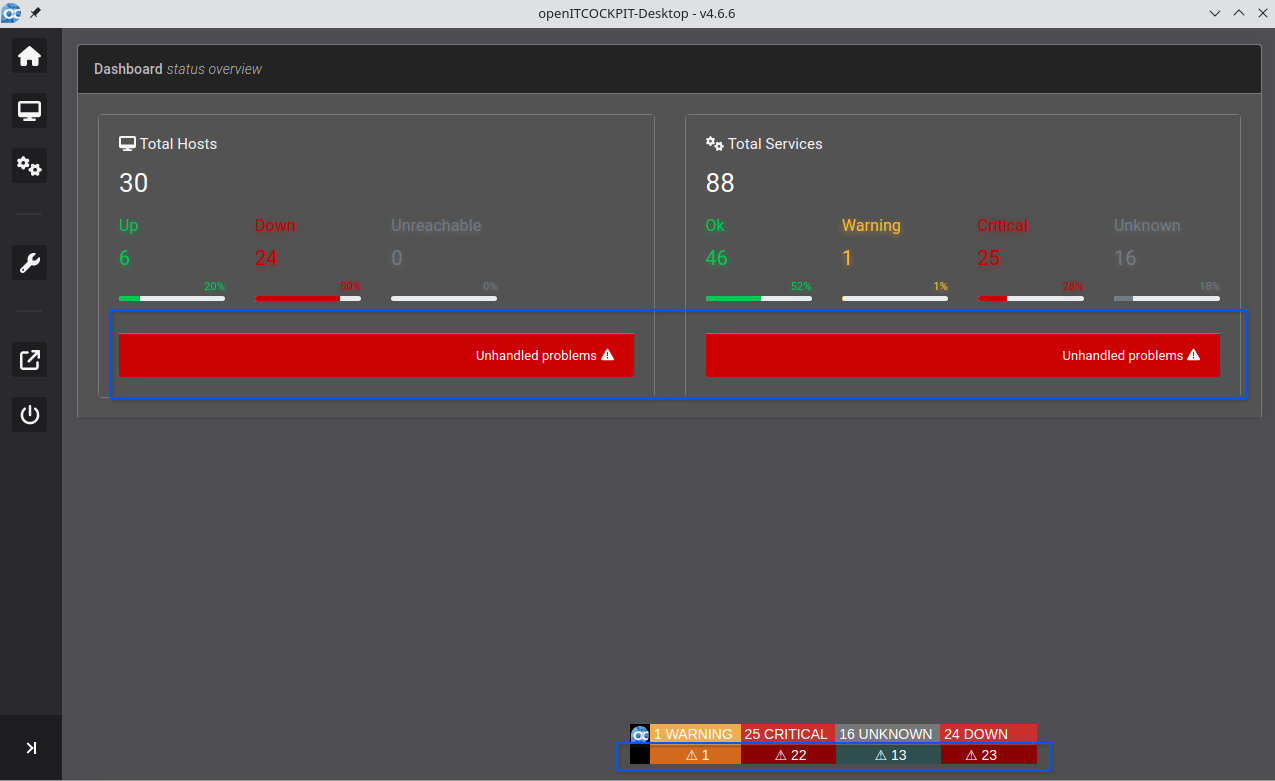 openITCOCKPIT-Desktop - v4.6.6
Dashboard status overview
Total Hosts
30
Up Down Unreachable
6 24 0
20% 80% 0%
Unhandled problems ⚠
Total Services
88
Ok Warning Critical Unknown
46 1 25 16
52% 1% 28% 18%
Unhandled problems ⚠
1 WARNING 25 CRITICAL 16 UNKNOWN 24 DOWN
⚠ 1 ⚠ 22 ⚠ 13 ⚠ 23